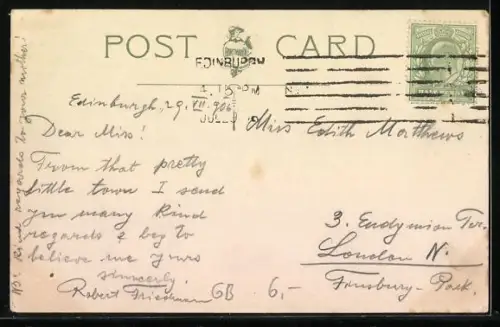 POST CARD
EDINBURGH
Edinburgh, 29. VII. 906
Dear Miss!
From that pretty
little town I send
you many kind
regards & beg to
believe me yours
sincerely
Robert Friedmann
Miss Edith Matthews
3. Endymion Ter.
London N.
Finsbury-Park.
GB 6,-
Kind regards to your mother!